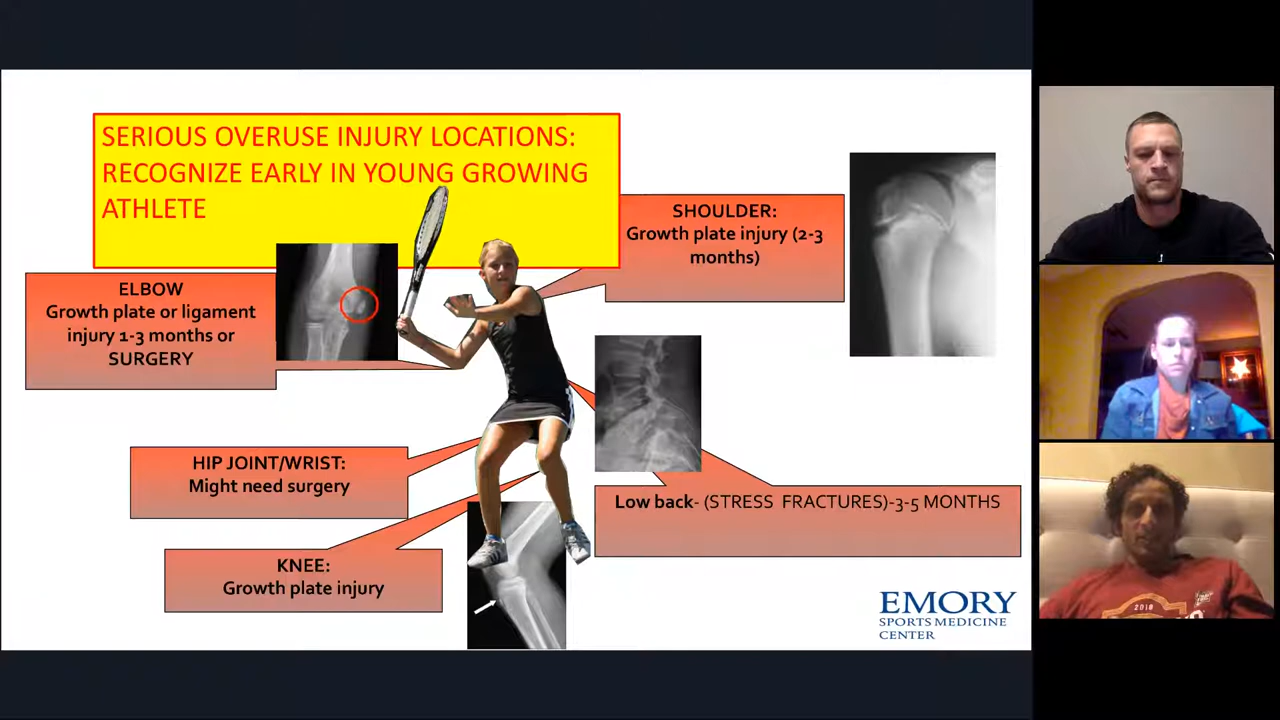 SERIOUS OVERUSE INJURY LOCATIONS:
RECOGNIZE EARLY IN YOUNG GROWING
ATHLETE
SHOULDER:
Growth plate injury (2-3
months)
ELBOW
Growth plate or ligament
injury 1-3 months or
SURGERY
HIP JOINT/WRIST:
Might need surgery
Low back- (STRESS FRACTURES)-3-5 MONTHS
KNEE:
Growth plate injury
EMORY
SPORTS MEDICINE
CENTER
2018